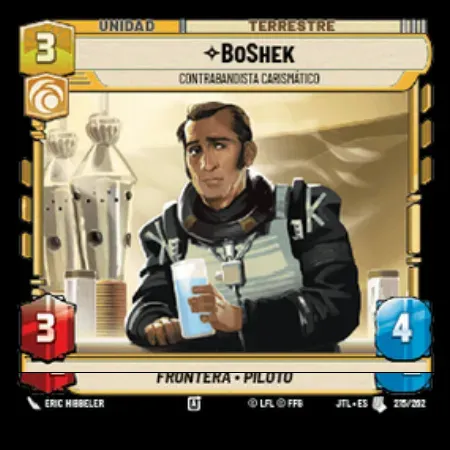 UNIDAD TERRESTRE
3
BoShek
CONTRABANDISTA CARISMÁTICO
K K
3 4
FRONTERA • PILOTO
ERIC HIBBELER Ⓒ LFL Ⓒ FFG JTL • ES 215/262